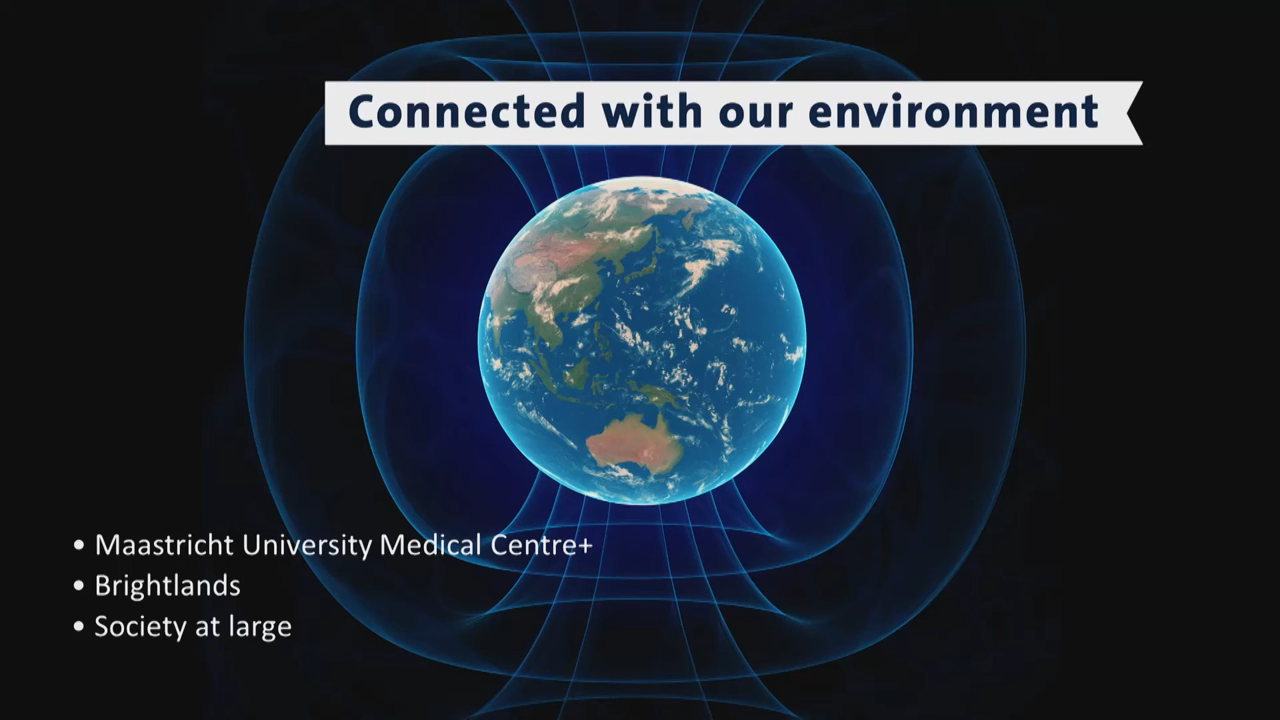 Connected with our environment
• Maastricht University Medical Centre+
• Brightlands
• Society at large